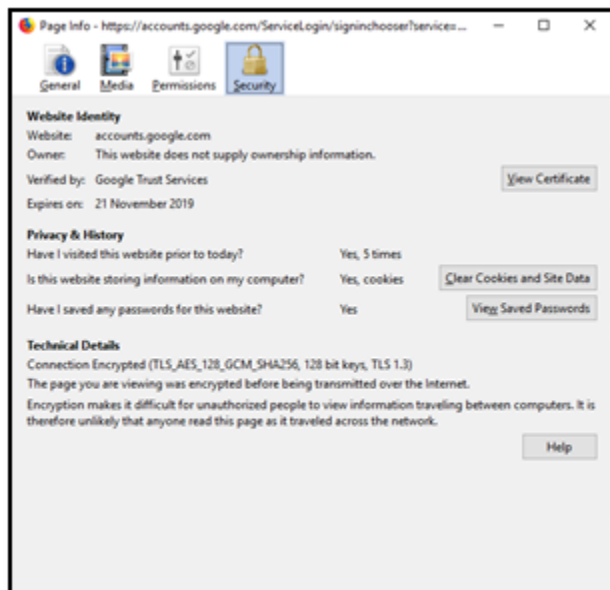 Page Info - https://accounts.google.com/ServiceLogin/signinchooser?service=...
General Media Permissions Security
Website Identity
Website: accounts.google.com
Owner: This website does not supply ownership information.
Verified by: Google Trust Services View Certificate
Expires on: 21 November 2019
Privacy & History
Have I visited this website prior to today? Yes, 5 times
Is this website storing information on my computer? Yes, cookies Clear Cookies and Site Data
Have I saved any passwords for this website? Yes View Saved Passwords
Technical Details
Connection Encrypted (TLS_AES_128_GCM_SHA256, 128 bit keys, TLS 1.3)
The page you are viewing was encrypted before being transmitted over the Internet.
Encryption makes it difficult for unauthorized people to view information traveling between computers. It is
therefore unlikely that anyone read this page as it traveled across the network.
Help